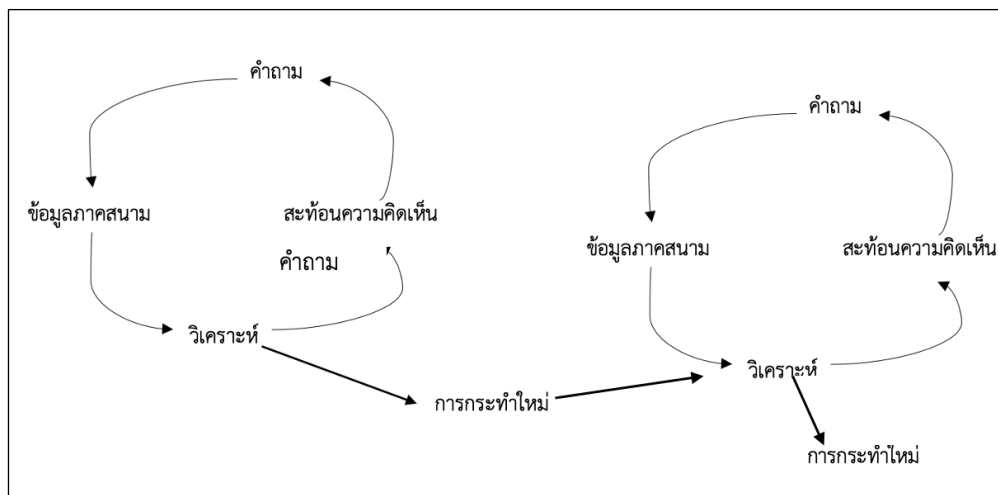 คำถาม
ข้อมูลภาคสนาม
สะท้อนความคิดเห็น
คำถาม
วิเคราะห์
การกระทำใหม่
คำถาม
ข้อมูลภาคสนาม
สะท้อนความคิดเห็น
วิเคราะห์
การกระทำใหม่